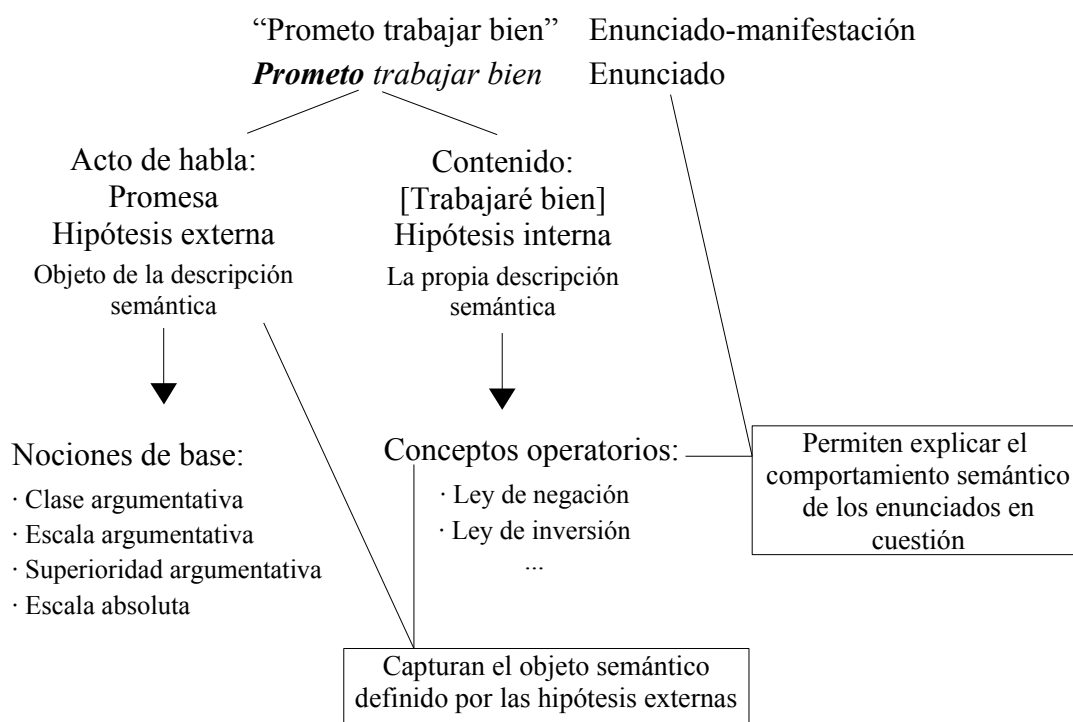 “Prometo trabajar bien” Enunciado-manifestación
Prometo trabajar bien Enunciado
Acto de habla:
Promesa
Hipótesis externa
Objeto de la descripción
semántica
Contenido:
[Trabajaré bien]
Hipótesis interna
La propia descripción
semántica
Nociones de base:
· Clase argumentativa
· Escala argumentativa
· Superioridad argumentativa
· Escala absoluta
Conceptos operatorios:
· Ley de negación
· Ley de inversión
...
Permiten explicar el
comportamiento semántico
de los enunciados en
cuestión
Capturan el objeto semántico
definido por las hipótesis externas